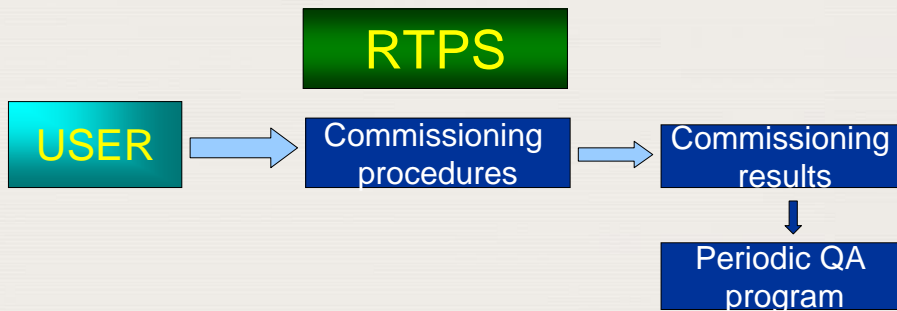 RTPS
USER
Commissioning
procedures
Commissioning
results
Periodic QA
program